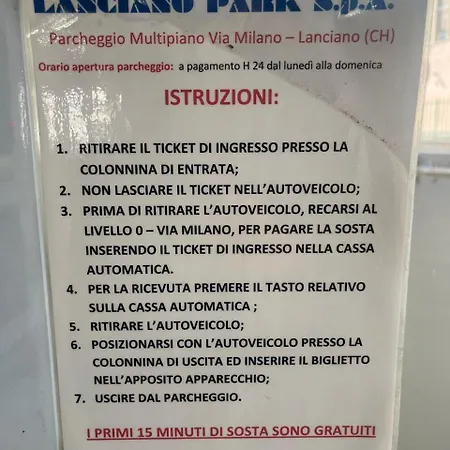 LANCIANO PARK S.p.A.
Parcheggio Multipiano Via Milano – Lanciano (CH)
Orario apertura parcheggio: a pagamento H 24 dal lunedì alla domenica
ISTRUZIONI:
1. RITIRARE IL TICKET DI INGRESSO PRESSO LA
COLONNINA DI ENTRATA;
2. NON LASCIARE IL TICKET NELL'AUTOVEICOLO;
3. PRIMA DI RITIRARE L'AUTOVEICOLO, RECARSI AL
LIVELLO 0 – VIA MILANO, PER PAGARE LA SOSTA
INSERENDO IL TICKET DI INGRESSO NELLA CASSA
AUTOMATICA.
4. PER LA RICEVUTA PREMERE IL TASTO RELATIVO
SULLA CASSA AUTOMATICA ;
5. RITIRARE L'AUTOVEICOLO;
6. POSIZIONARSI CON L'AUTOVEICOLO PRESSO LA
COLONNINA DI USCITA ED INSERIRE IL BIGLIETTO
NELL'APPOSITO APPARECCHIO;
7. USCIRE DAL PARCHEGGIO.
I PRIMI 15 MINUTI DI SOSTA SONO GRATUITI